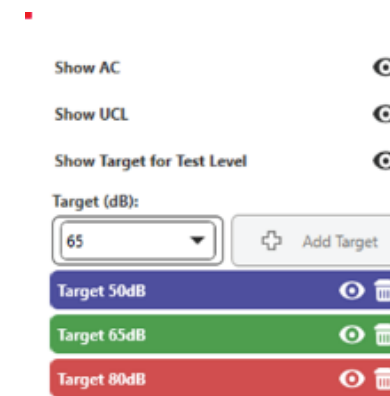 Show AC
Show UCL
Show Target for Test Level
Target (dB):
65 Add Target
Target 50dB
Target 65dB
Target 80dB